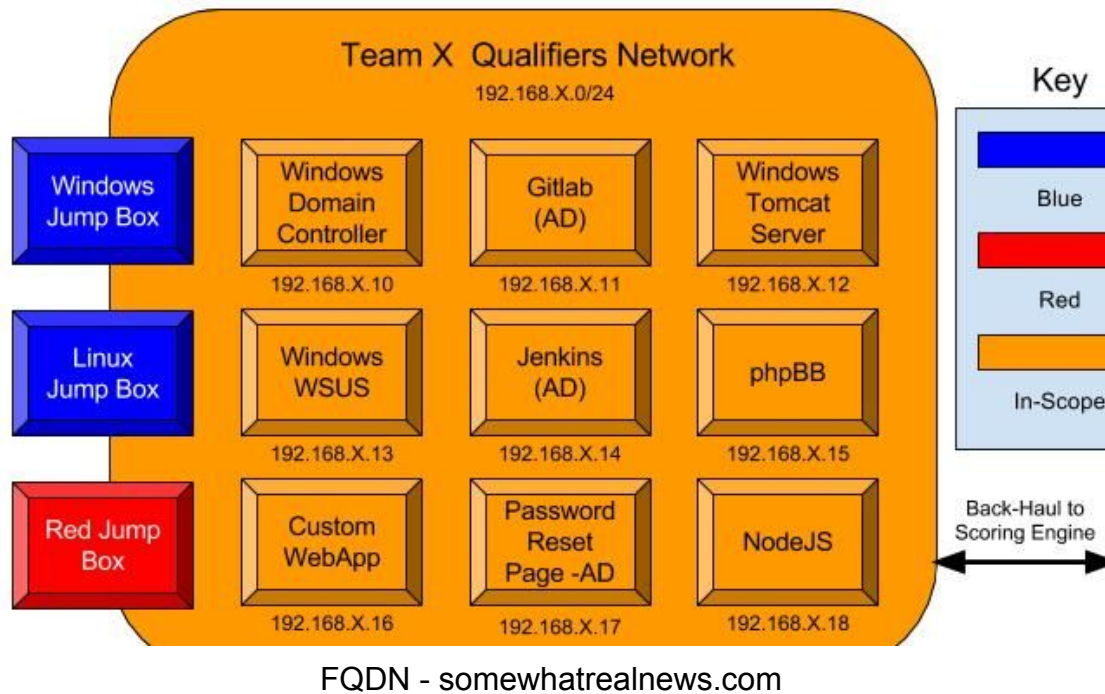 Team X Qualifiers Network
192.168.X.0/24
Key
Windows
Jump Box
Windows
Domain
Controller
192.168.X.10
Gitlab
(AD)
192.168.X.11
Windows
Tomcat
Server
192.168.X.12
Blue
Red
In-Scope
Linux
Jump Box
Windows
WSUS
192.168.X.13
Jenkins
(AD)
192.168.X.14
phpBB
192.168.X.15
Red Jump
Box
Custom
WebApp
192.168.X.16
Password
Reset
Page -AD
192.168.X.17
NodeJS
192.168.X.18
Back-Haul to
Scoring Engine
FQDN - somewhatrealnews.com